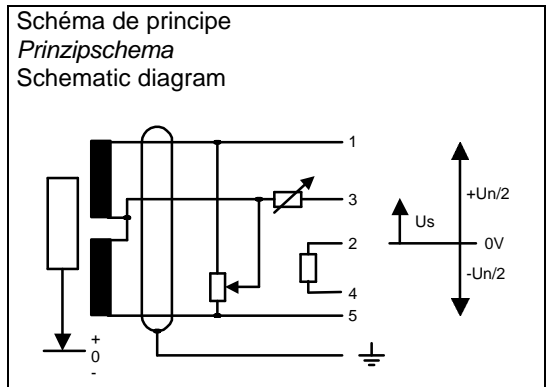 Schéma de principe
Prinzipschema
Schematic diagram
1
3
+Un/2
Us
2
0V
-Un/2
4
5
+
0
-